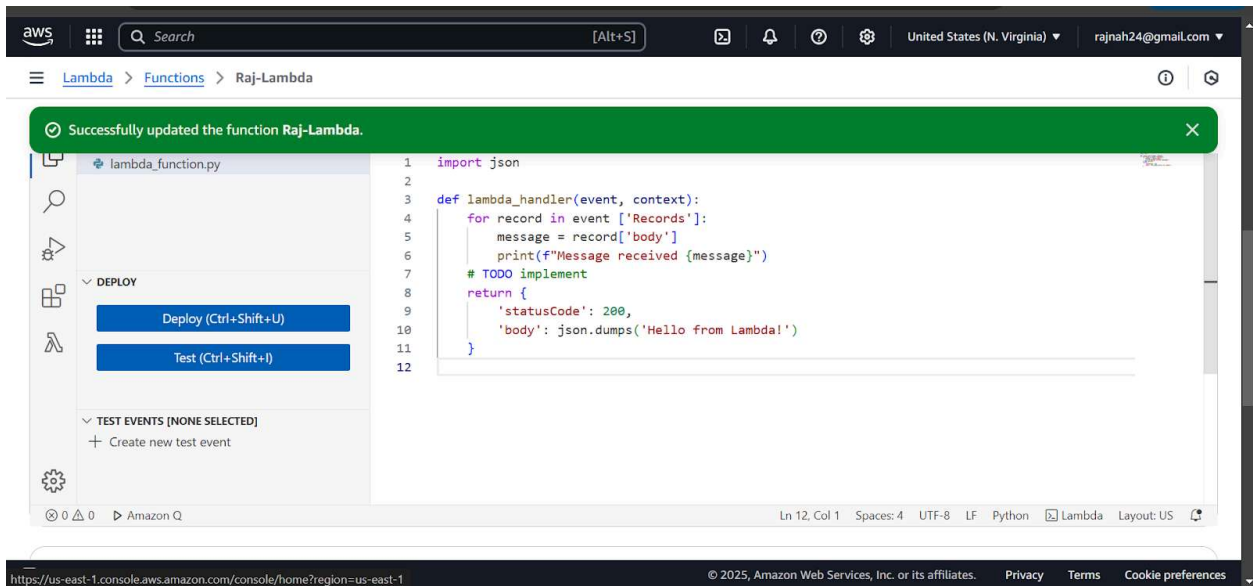 aws
Search
[Alt+S]
United States (N. Virginia) ▼
rajnah24@gmail.com ▼
Lambda > Functions > Raj-Lambda
Successfully updated the function Raj-Lambda.
lambda_function.py
1 import json
2
3 def lambda_handler(event, context):
4     for record in event ['Records']:
5         message = record['body']
6         print(f"Message received {message}")
7     # TODO implement
8     return {
9         'statusCode': 200,
10         'body': json.dumps('Hello from Lambda!')
11     }
12
DEPLOY
Deploy (Ctrl+Shift+U)
Test (Ctrl+Shift+I)
TEST EVENTS [NONE SELECTED]
+ Create new test event
0 0 Amazon Q
Ln 12, Col 1 Spaces: 4 UTF-8 LF Python Lambda Layout: US
https://us-east-1.console.aws.amazon.com/console/home?region=us-east-1
© 2025, Amazon Web Services, Inc. or its affiliates. Privacy Terms Cookie preferences